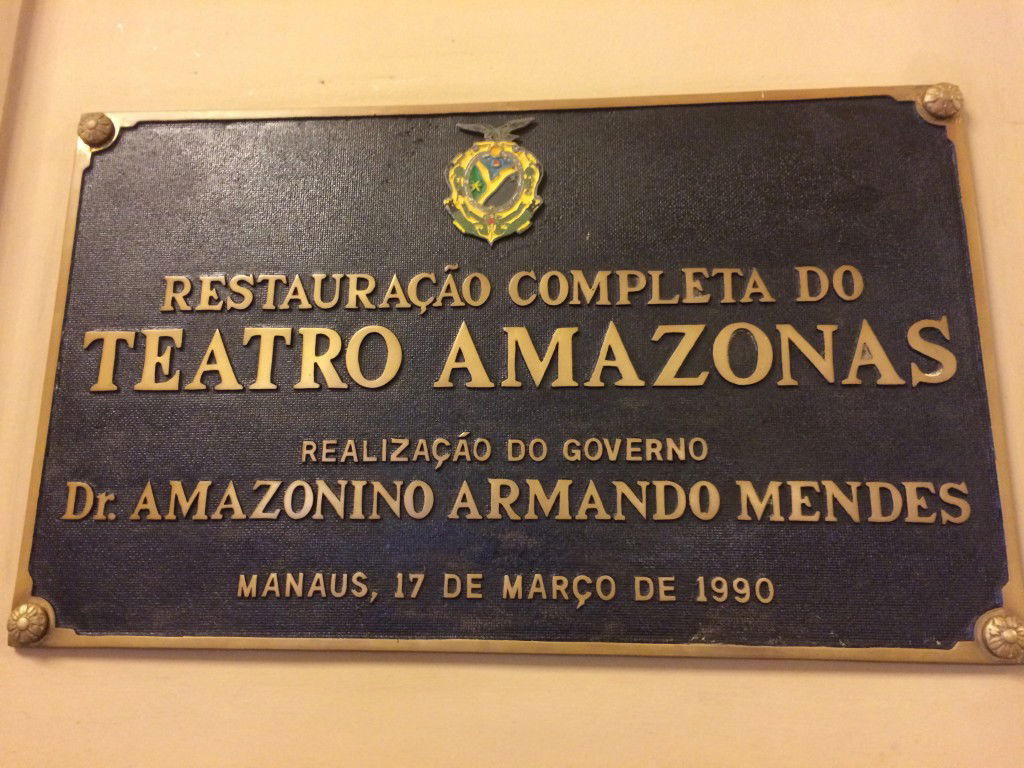 RESTAURAÇÃO COMPLETA DO
TEATRO AMAZONAS
REALIZAÇÃO DO GOVERNO
Dr. AMAZONINO ARMANDO MENDES
MANAUS, 17 DE MARÇO DE 1990